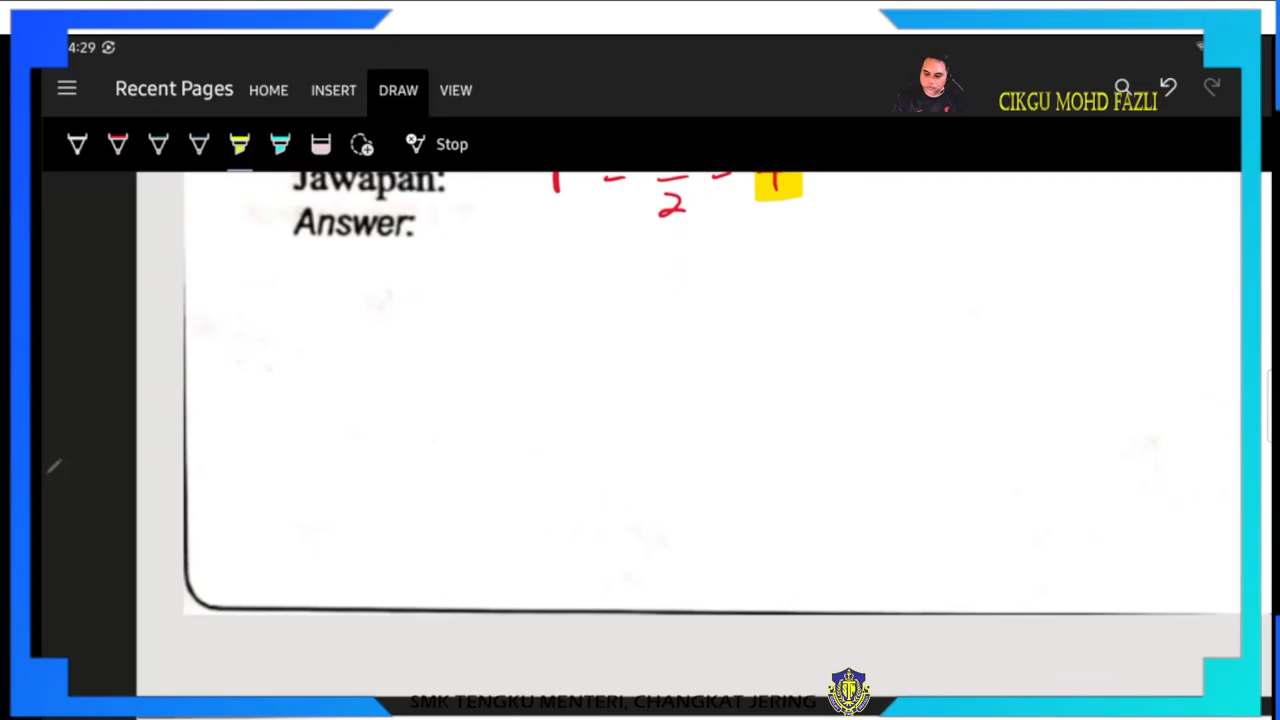 4:29
Recent Pages HOME INSERT DRAW VIEW
CIKGU MOHD FAZLI
Stop
Jawapan:
2
Answer:
SMK TENGKU MENTERI, CHANGKAT JERING